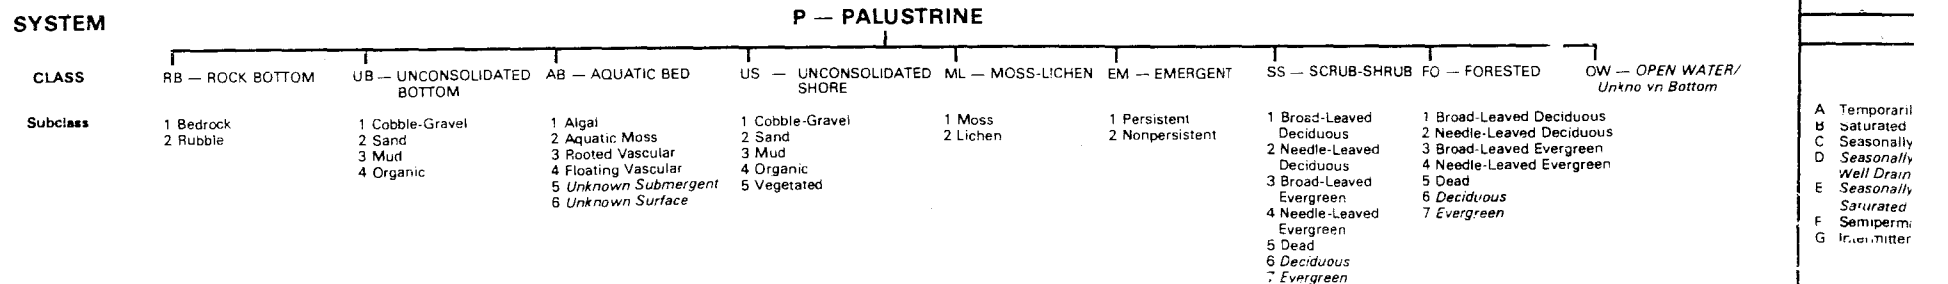 SYSTEM
P — PALUSTRINE
CLASS
RB — ROCK BOTTOM
UB — UNCONSOLIDATED
BOTTOM
AB — AQUATIC BED
US — UNCONSOLIDATED
SHORE
ML — MOSS-LICHEN
EM — EMERGENT
SS — SCRUB-SHRUB
FO — FORESTED
OW — OPEN WATER/
Bottom
Subclass
1 Bedrock
2 Rubble
1 Cobble-Gravel
2 Sand
3 Mud
4 Organic
1 Algal
2 Aquatic Moss
3 Rooted Vascular
4 Floating Vascular
5 Unknown Submergent
6 Unknown Surface
1 Cobble-Gravel
2 Sand
3 Mud
4 Organic
5 Vegetated
1 Moss
2 Lichen
1 Persistent
2 Nonpersistent
1 Broad-Leaved
Deciduous
2 Needle-Leaved
Deciduous
3 Broad-Leaved
Evergreen
4 Needle-Leaved
Evergreen
5 Dead
6 Deciduous
7 Evergreen
1 Broad-Leaved Deciduous
2 Needle-Leaved Deciduous
3 Broad-Leaved Evergreen
4 Needle-Leaved Evergreen
5 Dead
6 Deciduous
7 Evergreen
A Temporaril
B Saturated
C Seasonally
D Seasonally
Well Drain
E Seasonally
Saturated
F Semiperm
G